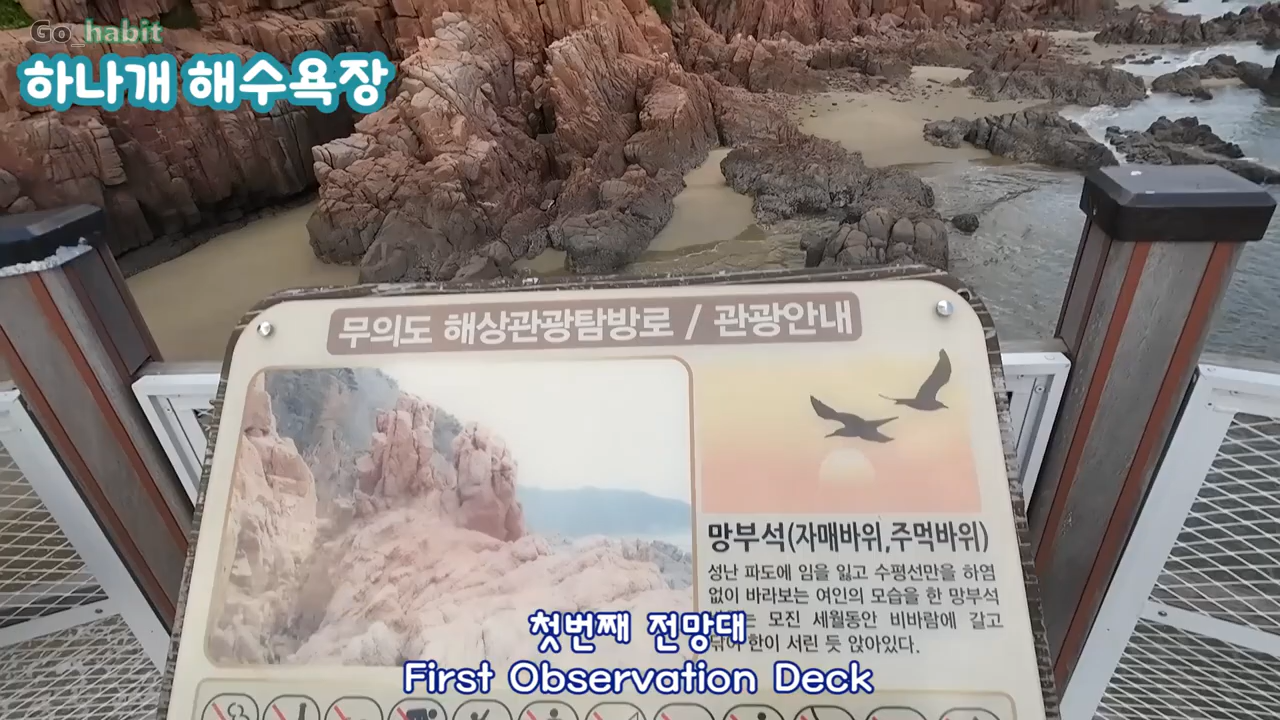 Go_habit
하나개 해수욕장
무의도 해상관광탐방로 / 관광안내
망부석(자매바위,주먹바위)
성난 파도에 임을 잃고 수평선만을 하염
없이 바라보는 여인의 모습을 한 망부석
모진 세월동안 비바람에 갈고
한이 서린 듯 앉아있다.
첫번째 전망대
First Observation Deck